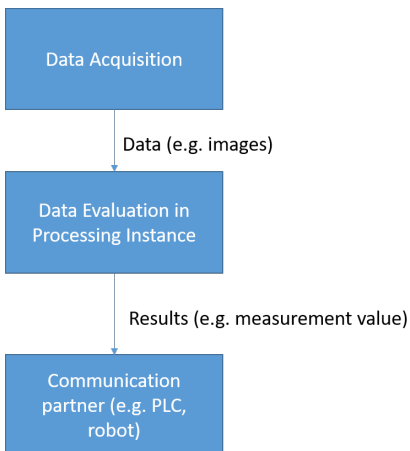 Data Acquisition
Data (e.g. images)
Data Evaluation in
Processing Instance
Results (e.g. measurement value)
Communication
partner (e.g. PLC,
robot)